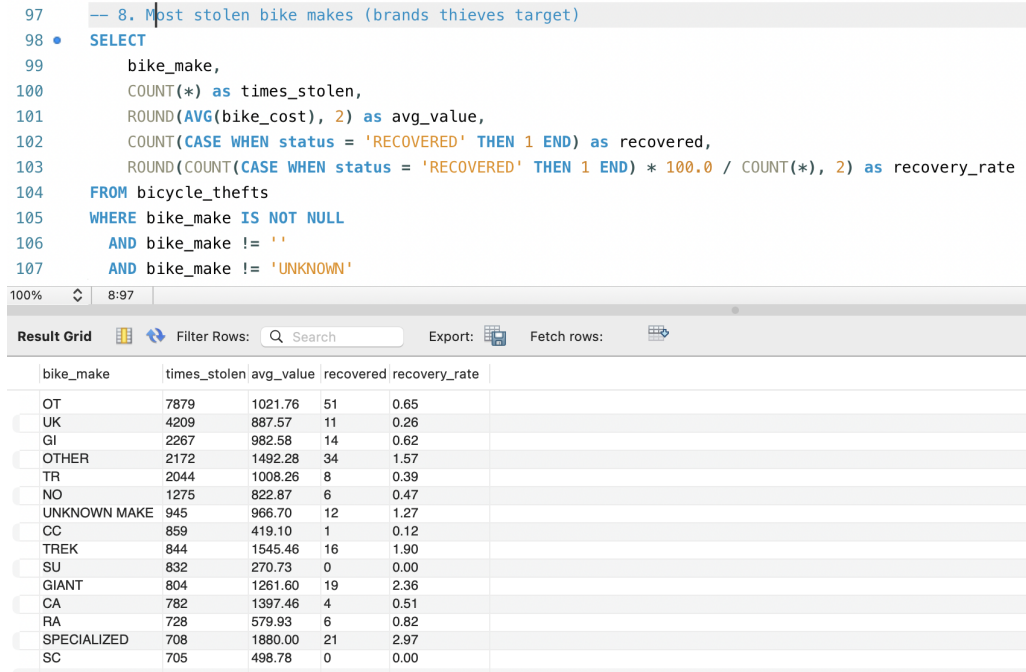 97 -- 8. Most stolen bike makes (brands thieves target)
98 SELECT
99 bike_make,
100 COUNT(*) as times_stolen,
101 ROUND(AVG(bike_cost), 2) as avg_value,
102 COUNT(CASE WHEN status = 'RECOVERED' THEN 1 END) as recovered,
103 ROUND(COUNT(CASE WHEN status = 'RECOVERED' THEN 1 END) * 100.0 / COUNT(*), 2) as recovery_rate
104 FROM bicycle_thefts
105 WHERE bike_make IS NOT NULL
106 AND bike_make != ''
107 AND bike_make != 'UNKNOWN'
100% 8:97
Result Grid Filter Rows: Search Export: Fetch rows:
bike_make times_stolen avg_value recovered recovery_rate
OT 7879 1021.76 51 0.65
UK 4209 887.57 11 0.26
GI 2267 982.58 14 0.62
OTHER 2172 1492.28 34 1.57
TR 2044 1008.26 8 0.39
NO 1275 822.87 6 0.47
UNKNOWN MAKE 945 966.70 12 1.27
CC 859 419.10 1 0.12
TREK 844 1545.46 16 1.90
SU 832 270.73 0 0.00
GIANT 804 1261.60 19 2.36
CA 782 1397.46 4 0.51
RA 728 579.93 6 0.82
SPECIALIZED 708 1880.00 21 2.97
SC 705 498.78 0 0.00